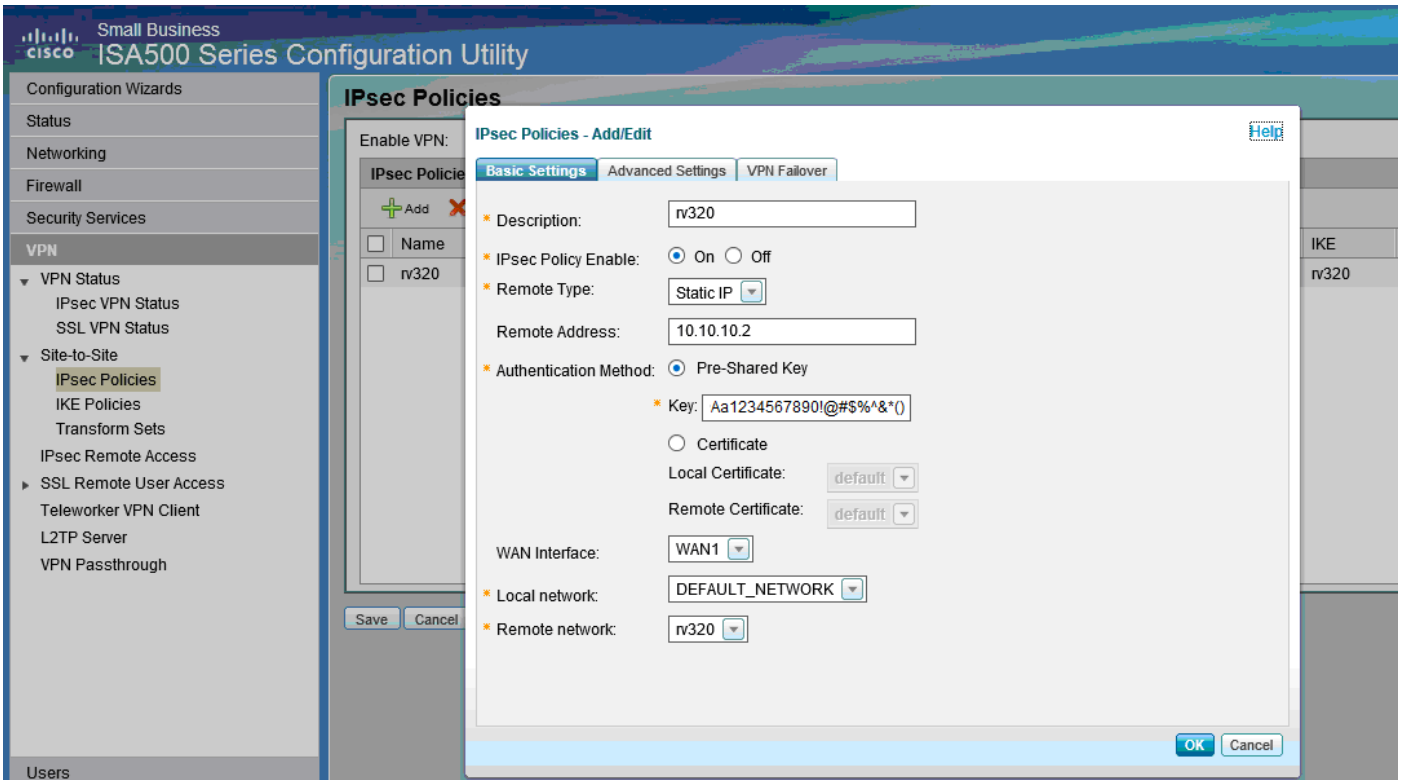 Small Business
cisco ISA500 Series Configuration Utility
Configuration Wizards
Status
Networking
Firewall
Security Services
VPN
VPN Status
IPsec VPN Status
SSL VPN Status
Site-to-Site
IPsec Policies
IKE Policies
Transform Sets
IPsec Remote Access
SSL Remote User Access
Teleworker VPN Client
L2TP Server
VPN Passthrough
Users
IPsec Policies
Enable VPN:
IPsec Policie
Add
Name
IKE
rv320
rv320
Save Cancel
IPsec Policies - Add/Edit
Help
Basic Settings Advanced Settings VPN Failover
* Description: rv320
* IPsec Policy Enable: On Off
* Remote Type: Static IP
Remote Address: 10.10.10.2
* Authentication Method: Pre-Shared Key
* Key: Aa1234567890!@#$%^&*()
Certificate
Local Certificate: default
Remote Certificate: default
WAN Interface: WAN1
* Local network: DEFAULT_NETWORK
* Remote network: rv320
OK Cancel